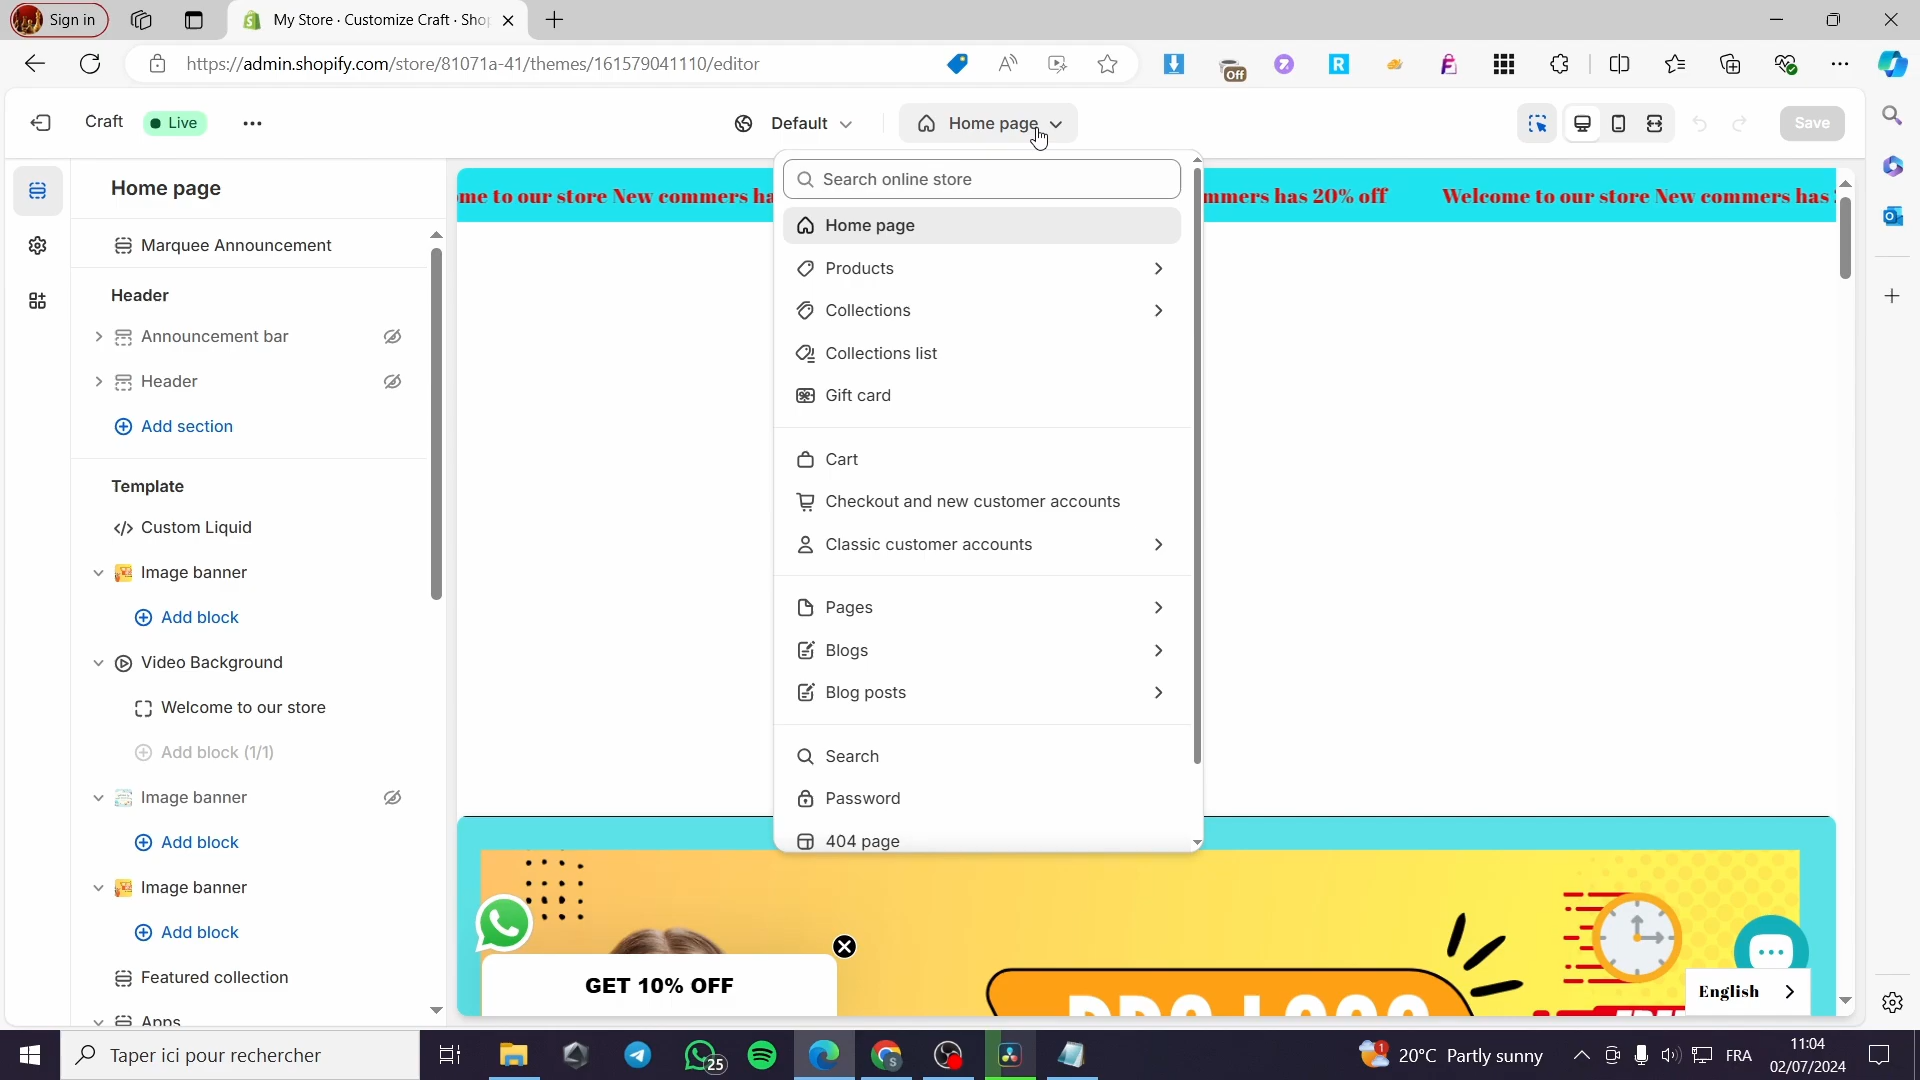 Sign in
My Store · Customize Craft · Sho
https://admin.shopify.com/store/81071a-41/themes/161579041110/editor
Off
Craft
Live
Default
Home page
Save
Home page
Marquee Announcement
Header
Announcement bar
Header
Add section
Template
Custom Liquid
Image banner
Add block
Video Background
Welcome to our store
Add block (1/1)
Image banner
Add block
Image banner
Add block
Featured collection
Apps
me to our store New commers ha
mmers has 20% off
Welcome to our store New commers has
Search online store
Home page
Products
Collections
Collections list
Gift card
Cart
Checkout and new customer accounts
Classic customer accounts
Pages
Blogs
Blog posts
Search
Password
404 page
GET 10% OFF
English
Taper ici pour rechercher
25
1
20°C Partly sunny
FRA
11:04
02/07/2024